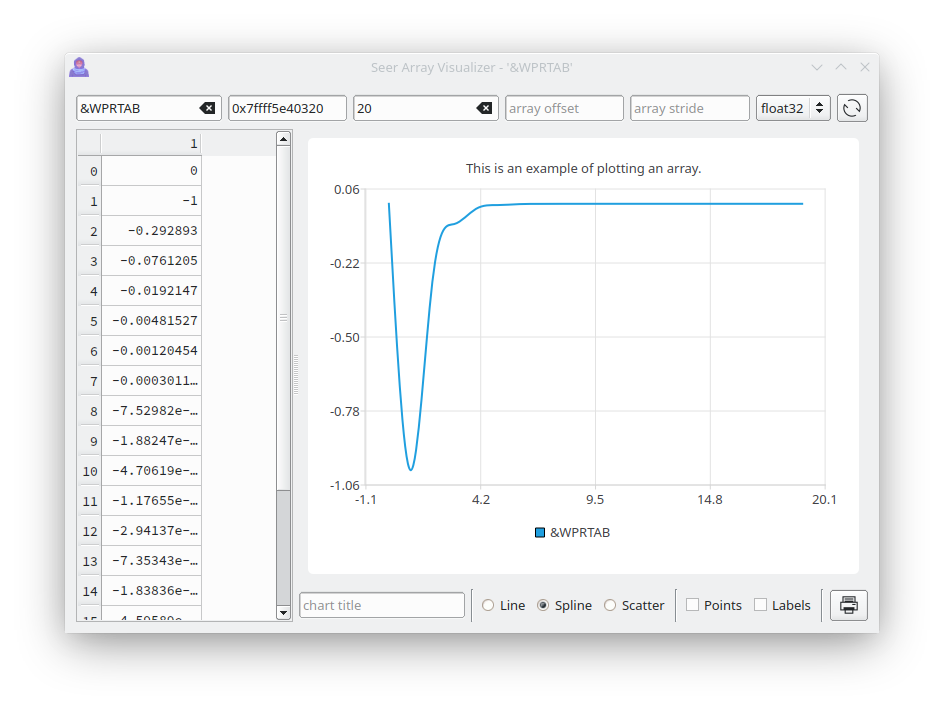 Seer Array Visualizer - '&WPRTAB'
&WPRTAB 0x7ffff5e40320 20 array offset array stride float32
1
0 0
1 -1
2 -0.292893
3 -0.0761205
4 -0.0192147
5 -0.00481527
6 -0.00120454
7 -0.0003011…
8 -7.52982e-…
9 -1.88247e-…
10 -4.70619e-…
11 -1.17655e-…
12 -2.94137e-…
13 -7.35343e-…
14 -1.83836e-…
15 -4.59589e-…
This is an example of plotting an array.
0.06
-0.22
-0.50
-0.78
-1.06
-1.1 4.2 9.5 14.8 20.1
&WPRTAB
chart title Line Spline Scatter Points Labels